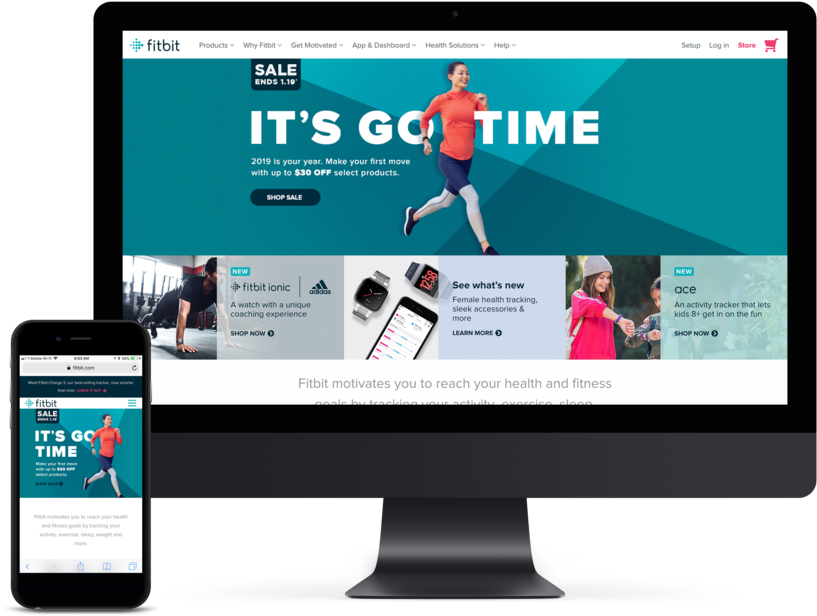 fitbit
Products Why Fitbit Get Motivated App & Dashboard Health Solutions Help
Setup Log in Store
SALE
ENDS 1.19*
IT'S GO TIME
2019 is your year. Make your first move
with up to $30 OFF select products.
SHOP SALE
NEW
fitbit ionic | adidas
A watch with a unique
coaching experience
SHOP NOW
See what's new
Female health tracking,
sleek accessories &
more
LEARN MORE
NEW
ace
An activity tracker that lets
kids 8+ get in on the fun
SHOP NOW
Fitbit motivates you to reach your health and fitness
goals by tracking your activity, exercise, sleep,
T-Mobile Wi-Fi
fitbit.com
Meet Fitbit Charge 3, our best-selling tracker, now smarter
than ever. CHECK IT OUT
fitbit
SALE
ENDS 1.19*
IT'S GO
TIME
Make your first move
with up to $30 OFF
select products.
SHOP SALE
Fitbit motivates you to reach your health
and fitness goals by tracking your
activity, exercise, sleep, weight and
more.